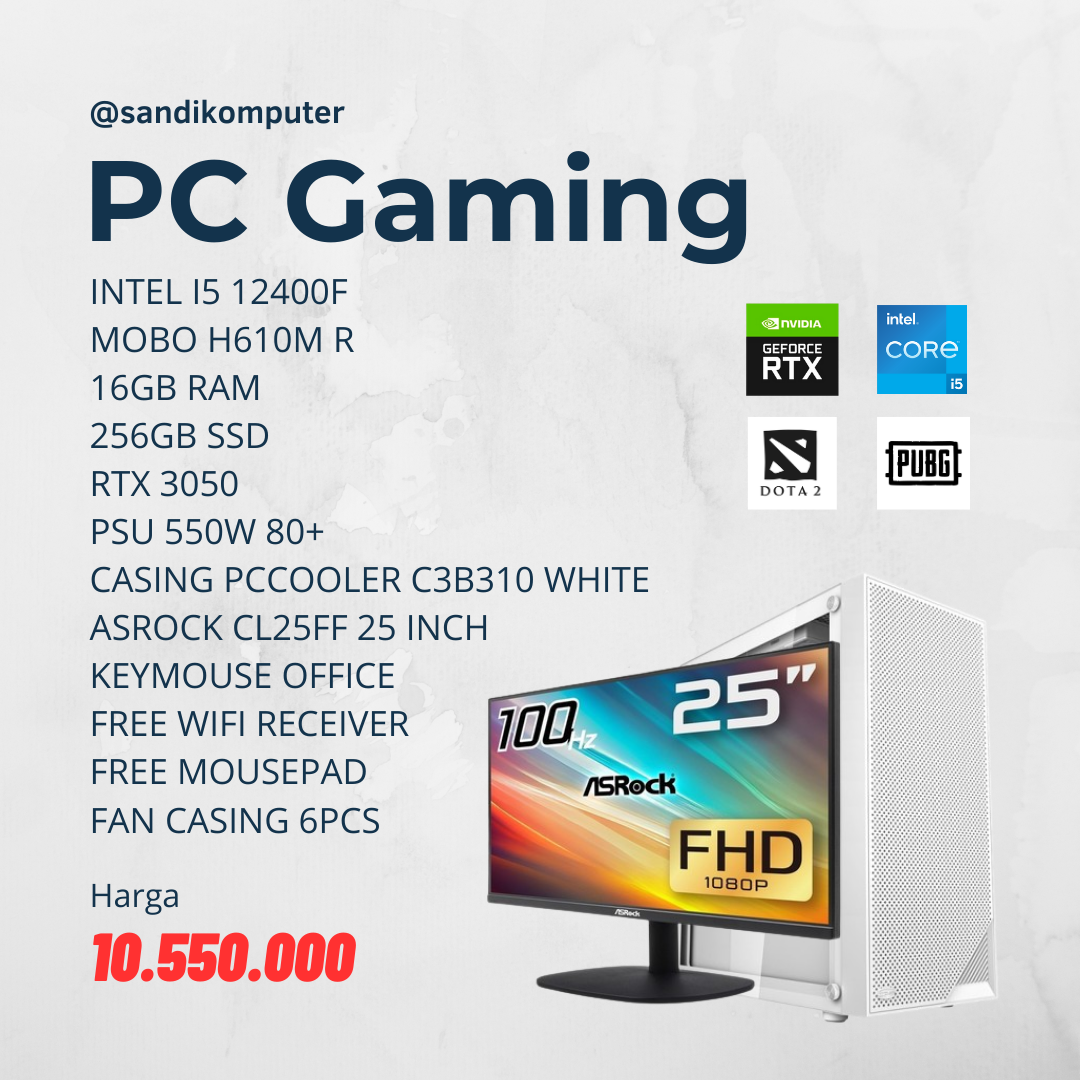 @sandikomputer
PC Gaming
INTEL I5 12400F
MOBO H610M R
16GB RAM
256GB SSD
RTX 3050
PSU 550W 80+
CASING PCCOOLER C3B310 WHITE
ASROCK CL25FF 25 INCH
KEYMOUSE OFFICE
FREE WIFI RECEIVER
FREE MOUSEPAD
FAN CASING 6PCS
Harga
10.550.000
NVIDIA
GEFORCE
RTX
intel.
CORE
i5
DOTA 2
PUBG
100Hz
25”
ASRock
FHD
1080P
ASRock